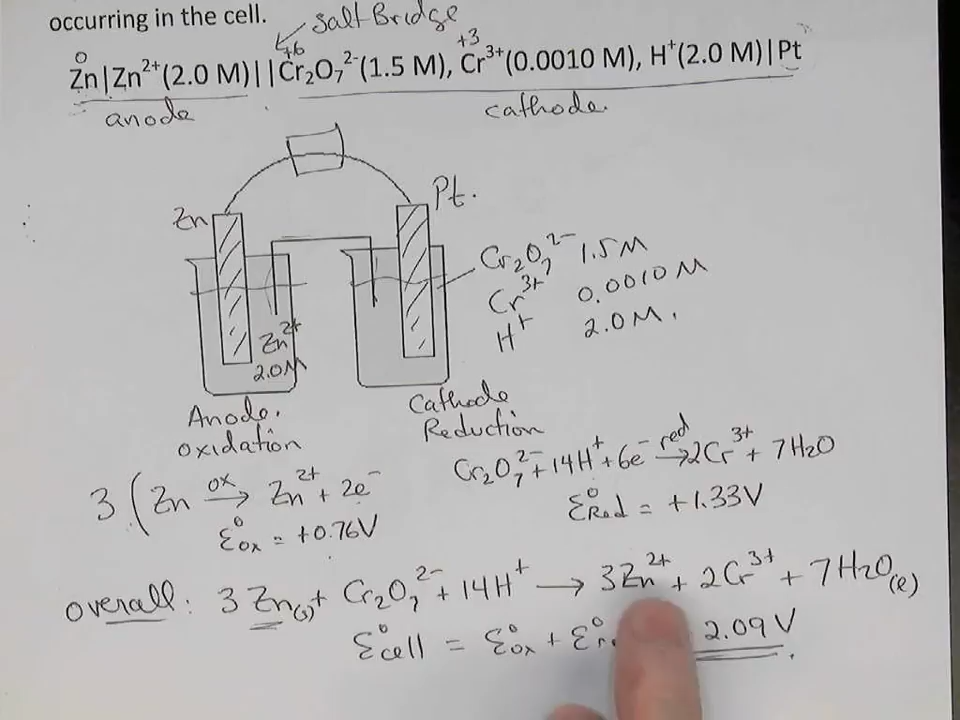 occurring in the cell.
Salt Bridge
0 +6 +3
Zn|Zn²⁺(2.0 M)||Cr₂O₇²⁻(1.5 M), Cr³⁺(0.0010 M), H⁺(2.0 M)|Pt
anode cathode.
Zn Pt.
Cr₂O₇²⁻ 1.5M
Cr³⁺ 0.0010 M
H⁺ 2.0M.
Zn²⁺
2.0M
Anode. oxidation
Cathode Reduction
Cr₂O₇²⁻ + 14H⁺ + 6e⁻ red → 2Cr³⁺ + 7H₂O
ℰ°Red = +1.33V
3 (Zn ox → Zn²⁺ + 2e⁻
ℰ°ox = +0.76V
overall: 3 Zn(s) + Cr₂O₇²⁻ + 14H⁺ → 3Zn²⁺ + 2Cr³⁺ + 7H₂O(l)
ℰ°cell = ℰ°ox + ℰ° 2.09 V.